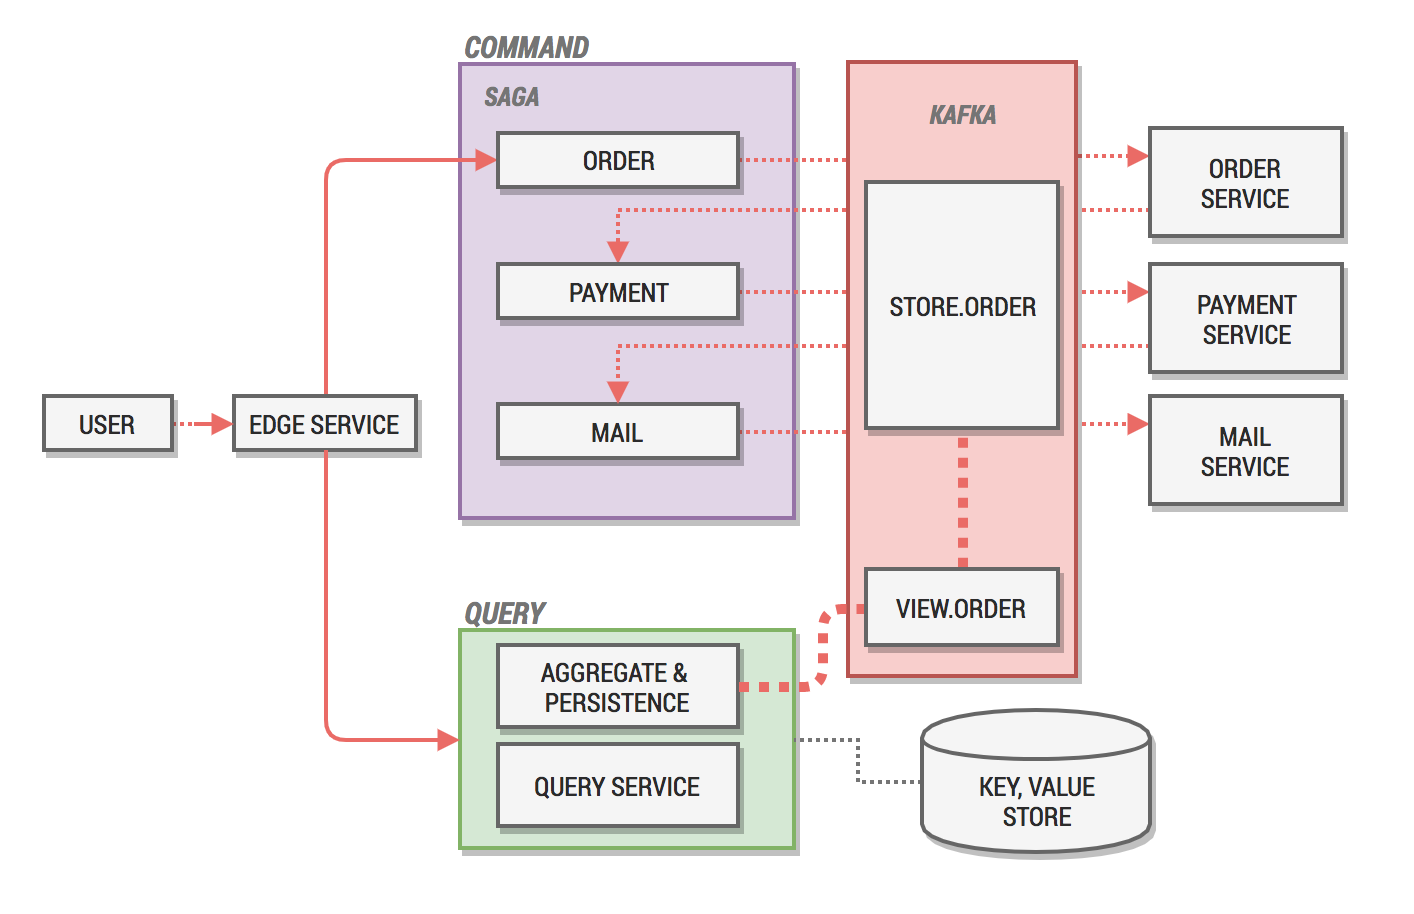 COMMAND
SAGA
ORDER
PAYMENT
MAIL
KAFKA
STORE.ORDER
VIEW.ORDER
ORDER
SERVICE
PAYMENT
SERVICE
MAIL
SERVICE
USER
EDGE SERVICE
QUERY
AGGREGATE &
PERSISTENCE
QUERY SERVICE
KEY, VALUE
STORE